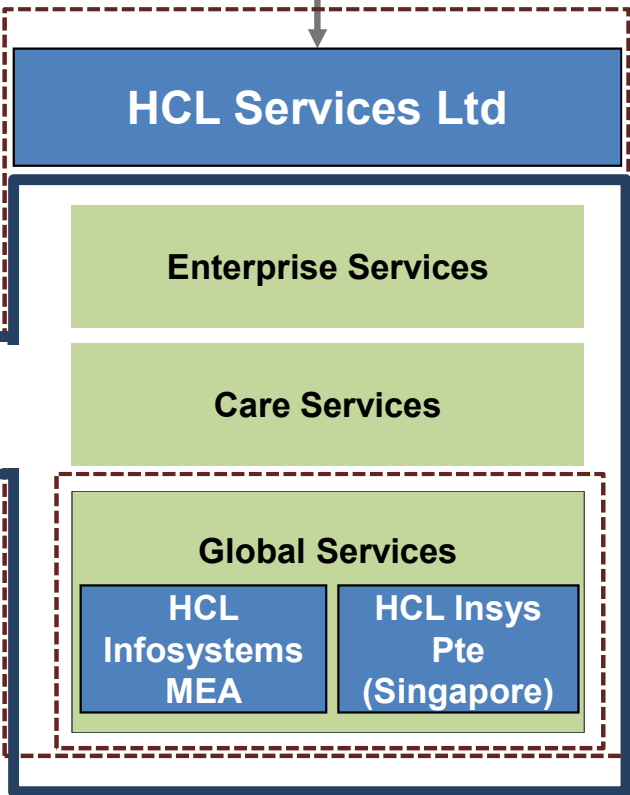 HCL Services Ltd
Enterprise Services
Care Services
Global Services
HCL
Infosystems
MEA
HCL Insys
Pte
(Singapore)